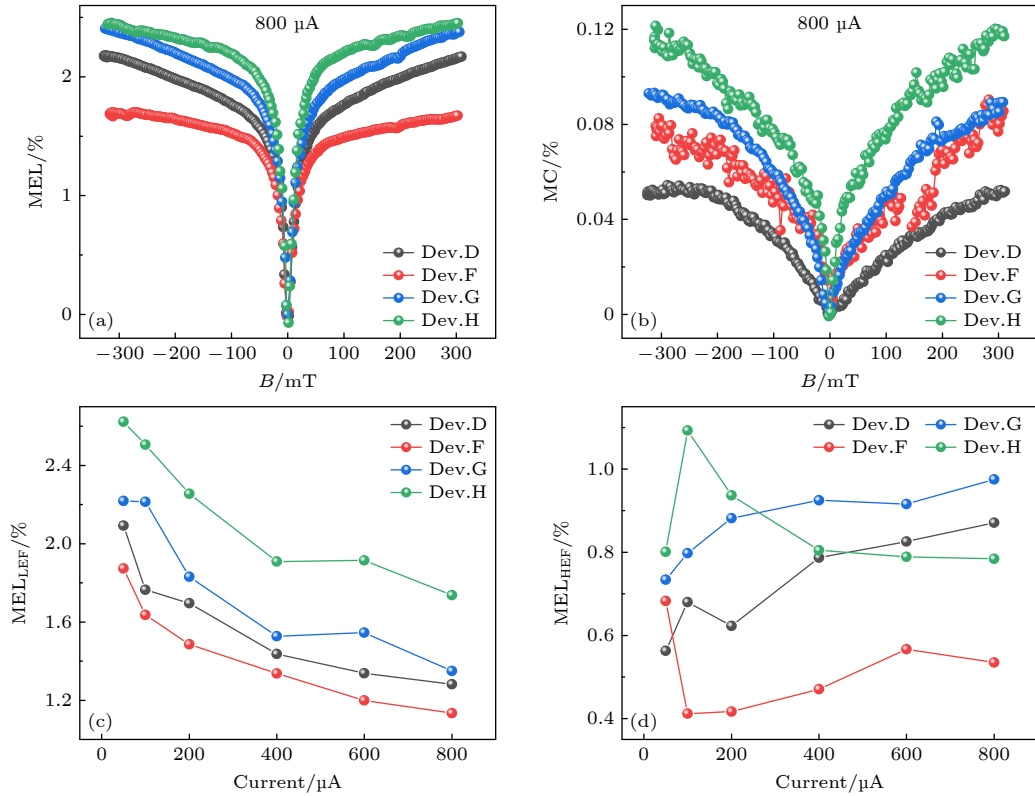 800 µA
MEL/%
2
1
0
Dev.D
Dev.F
Dev.G
Dev.H
(a)
−300 −200 −100 0 100 200 300
B/mT
800 µA
MC/%
0.12
0.08
0.04
0
Dev.D
Dev.F
Dev.G
Dev.H
(b)
−300 −200 −100 0 100 200 300
B/mT
MEL_LEF/%
2.4
2.0
1.6
1.2
Dev.D
Dev.F
Dev.G
Dev.H
(c)
0 200 400 600 800
Current/µA
MEL_HEF/%
1.0
0.8
0.6
0.4
Dev.D Dev.G
Dev.F Dev.H
(d)
0 200 400 600 800
Current/µA